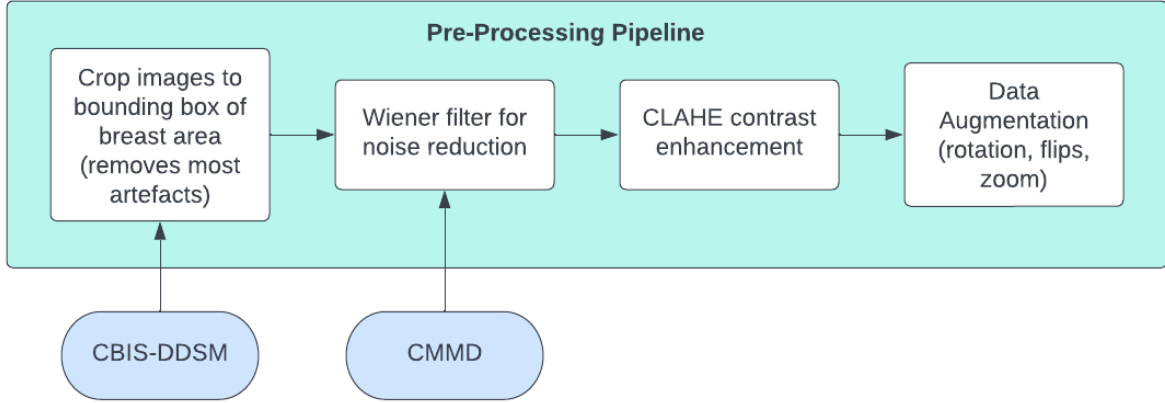 Pre-Processing Pipeline
Crop images to
bounding box of
breast area
(removes most
artefacts)
Wiener filter for
noise reduction
CLAHE contrast
enhancement
Data
Augmentation
(rotation, flips,
zoom)
CBIS-DDSM
CMMD